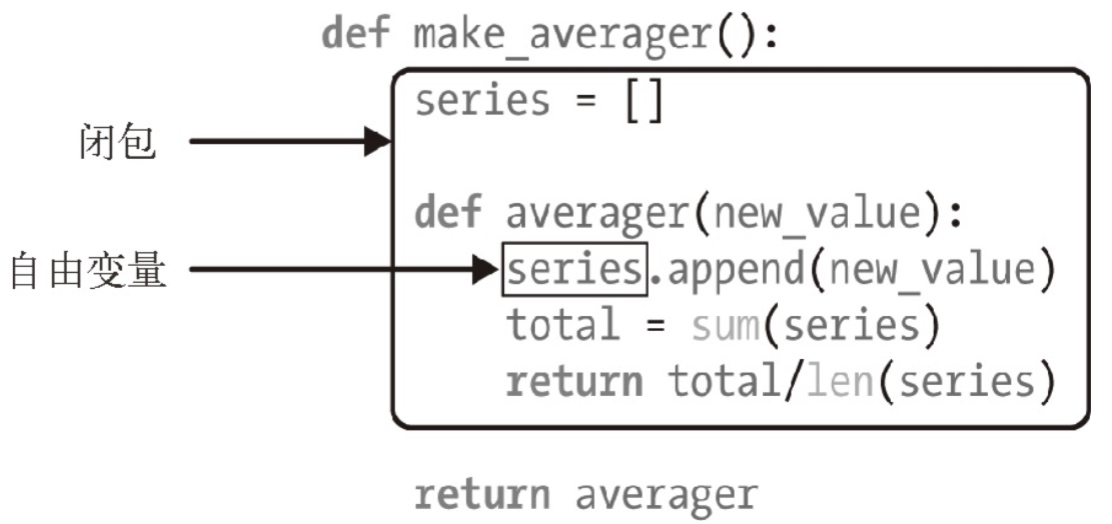 def make_averager():
series = []
闭包
def averager(new_value):
自由变量
series.append(new_value)
total = sum(series)
return total/len(series)
return averager